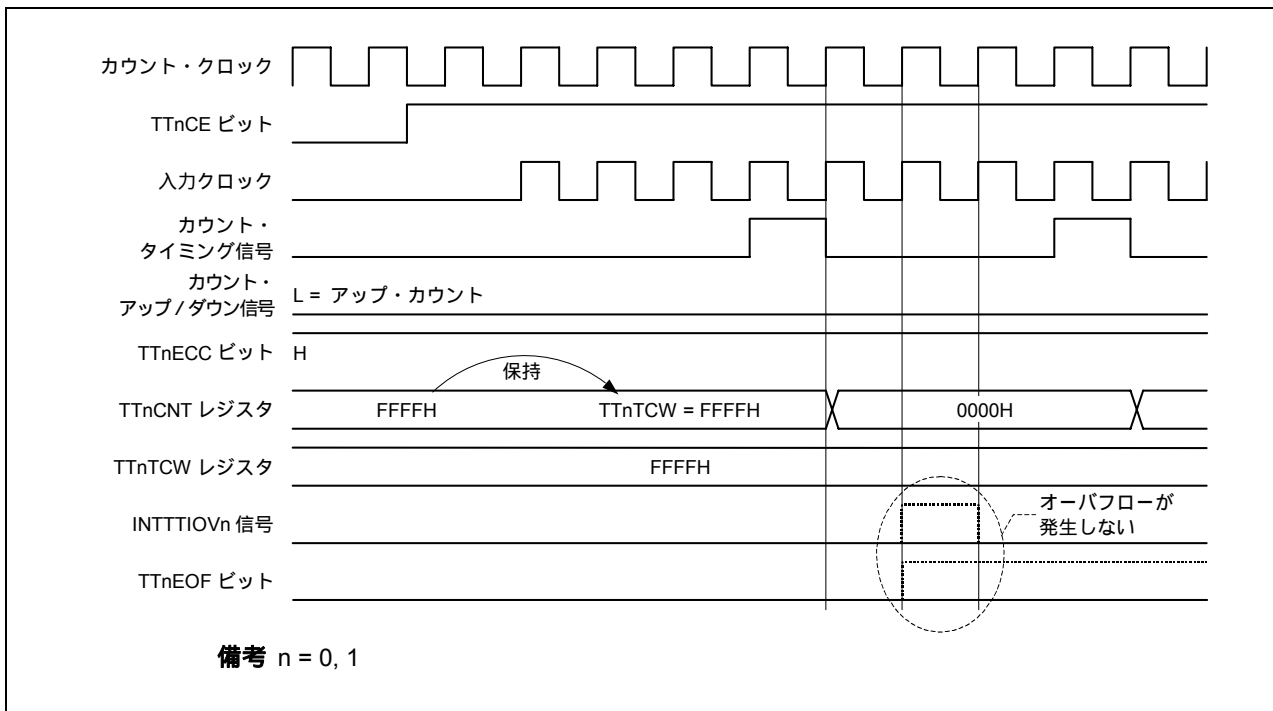 カウント・クロック
TTnCE ビット
入力クロック
カウント・
タイミング信号
カウント・
アップ / ダウン信号
L = アップ・カウント
TTnECC ビット
H
保持
TTnCNT レジスタ
FFFFH
TTnTCW = FFFFH
0000H
TTnTCW レジスタ
FFFFH
INTTTIOVn 信号
オーバフローが
発生しない
TTnEOF ビット
備考 n = 0, 1